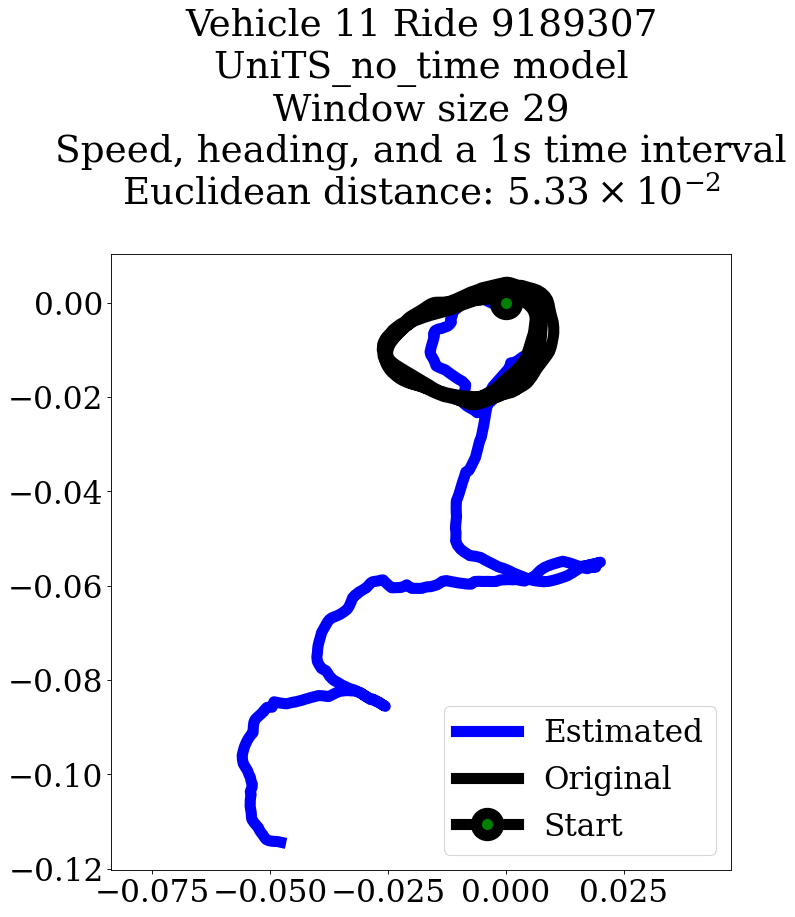 Vehicle 11 Ride 9189307
UniTS_no_time model
Window size 29
Speed, heading, and a 1s time interval
Euclidean distance: 5.33 × 10⁻²
0.00
−0.02
−0.04
−0.06
−0.08
−0.10
−0.12
Estimated
Original
Start
−0.075 −0.050 −0.025 0.000 0.025